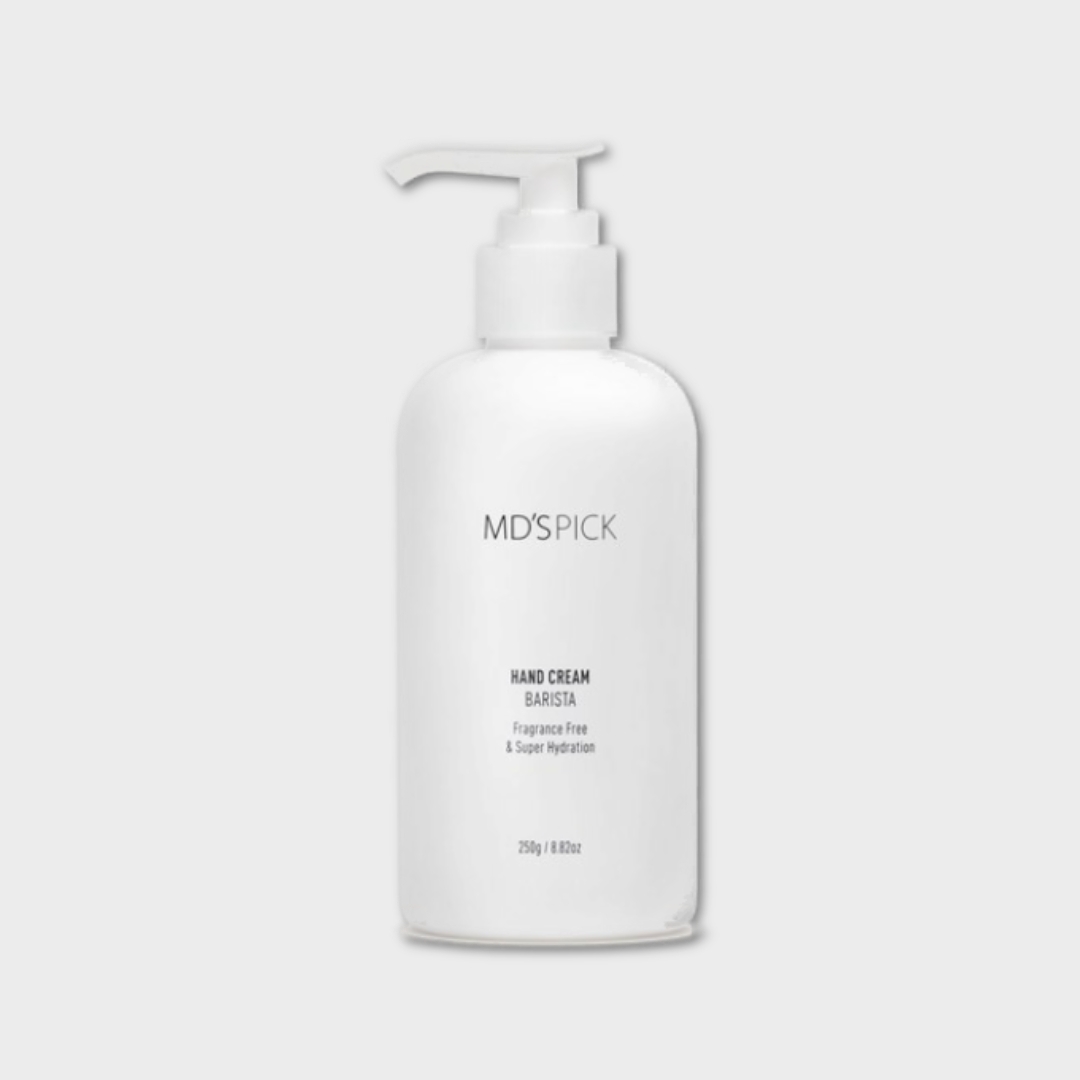 MD'SPICK
HAND CREAM
BARISTA
Fragrance Free
& Super Hydration
250g / 8.82oz